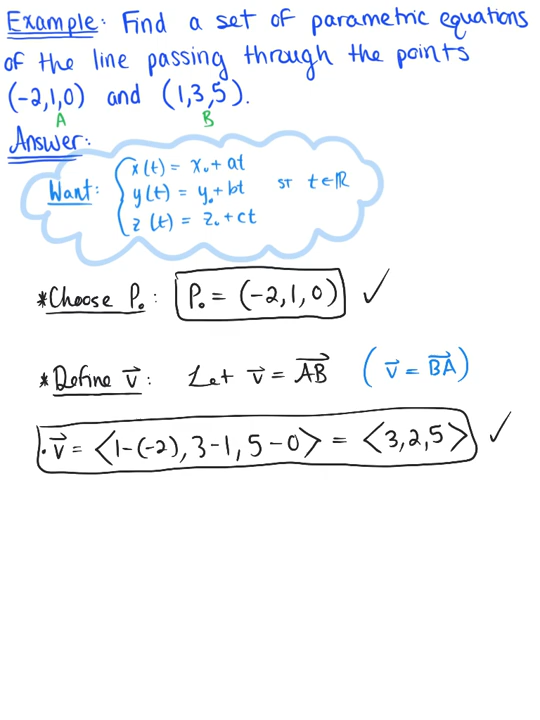 Example: Find a set of parametric equations
of the line passing through the points
(-2,1,0) and (1,3,5).
A B
Answer:
Want: { x(t) = x₀ + at
y(t) = y₀ + bt ST t∈ℝ
z(t) = z₀ + ct
*Choose P₀: P₀ = (-2,1,0) ✓
*Define v⃗: Let v⃗ = AB⃗ (v⃗ = BA⃗)
·v⃗ = <1-(-2), 3-1, 5-0> = <3,2,5> ✓